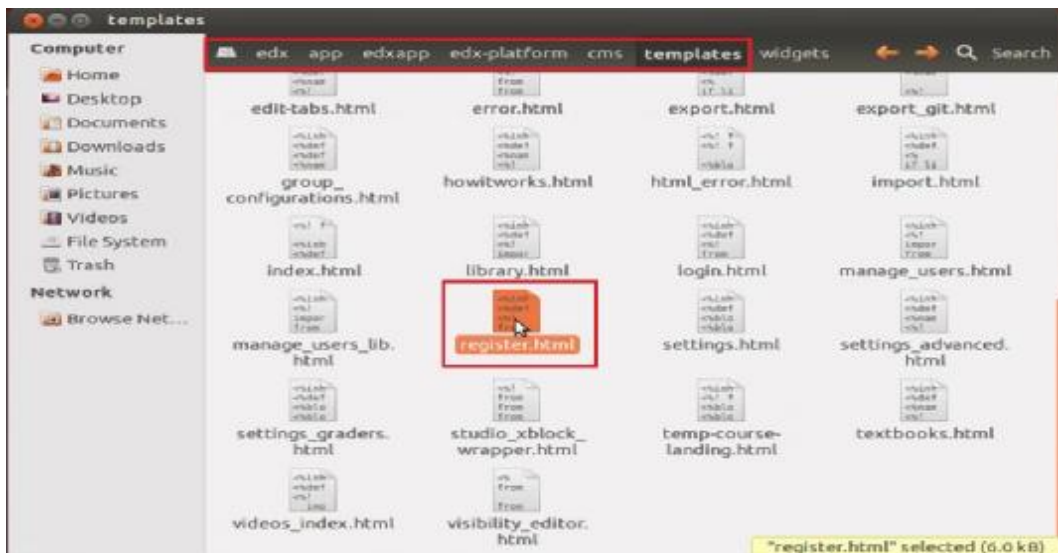 templates
Computer
Home
Desktop
Documents
Downloads
Music
Pictures
Videos
File System
Trash
Network
Browse Net...
edx app edxapp edx-platform cms templates widgets Search
edit-tabs.html error.html export.html export_git.html
group_
configurations.html
howitworks.html html_error.html import.html
index.html library.html login.html manage_users.html
manage_users_lib.
html
register.html settings.html
settings_advanced.
html
settings_graders.
html
studio_xblock_
wrapper.html
temp-course-
landing.html
textbooks.html
videos_index.html
visibility_editor.
html
"register.html" selected (6.0 kB)